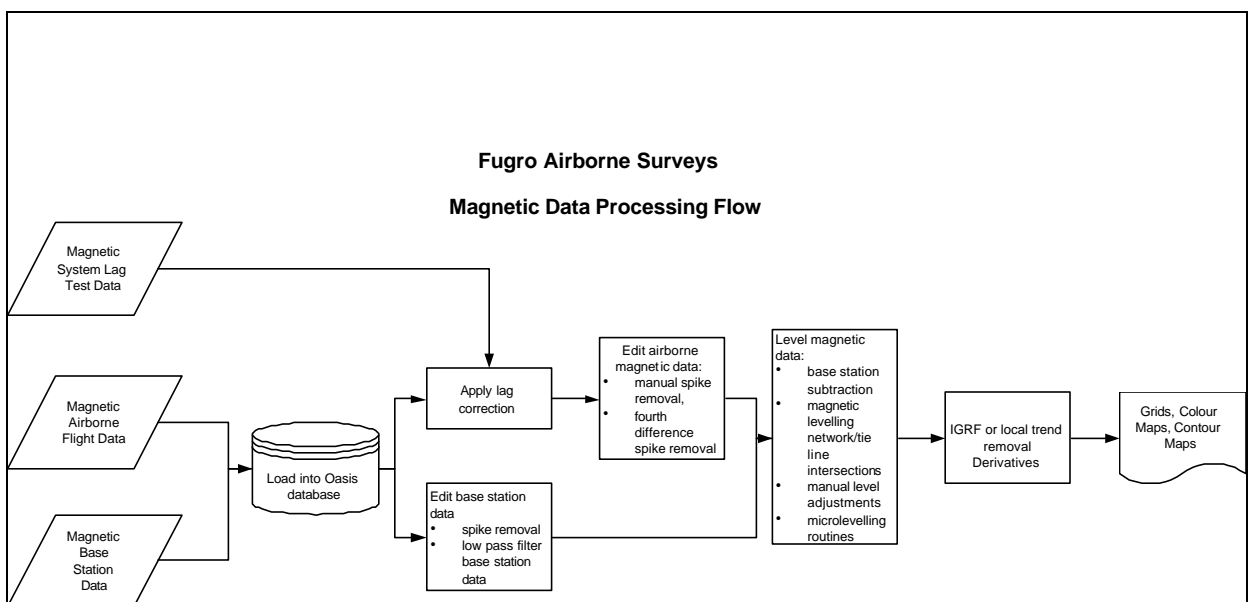 Fugro Airborne Surveys
Magnetic Data Processing Flow
Magnetic
System Lag
Test Data
Magnetic
Airborne
Flight Data
Magnetic
Base
Station
Data
Load into Oasis
database
Apply lag
correction
Edit base station
data
• spike removal
• low pass filter
base station
data
Edit airborne
magnetic data:
• manual spike
removal,
• fourth
difference
spike removal
Level magnetic
data:
• base station
subtraction
• magnetic
levelling
network/tie
line
intersections
• manual level
adjustments
• microlevelling
routines
IGRF or local trend
removal
Derivatives
Grids, Colour
Maps, Contour
Maps